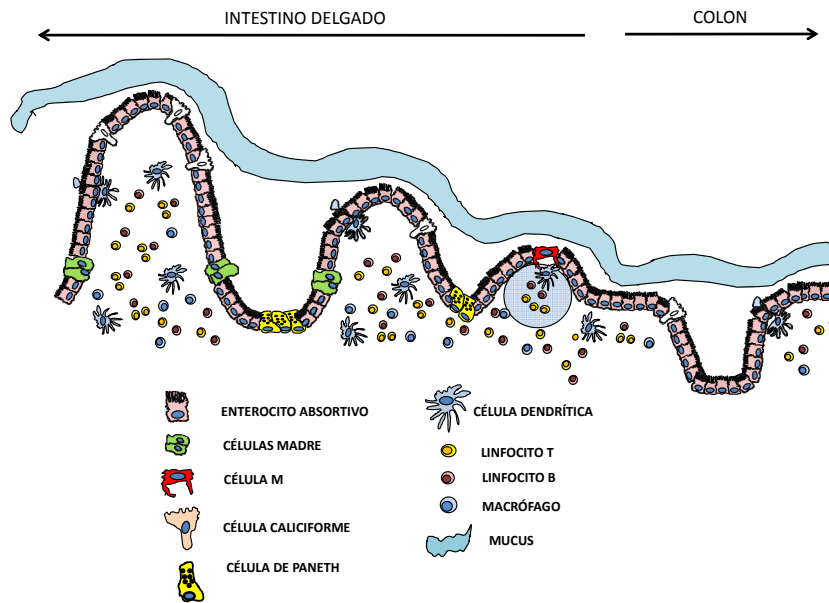 INTESTINO DELGADO
COLON
ENTEROCITO ABSORTIVO
CÉLULAS MADRE
CÉLULA M
CÉLULA CALICIFORME
CÉLULA DE PANETH
CÉLULA DENDRÍTICA
LINFOCITO T
LINFOCITO B
MACRÓFAGO
MUCUS